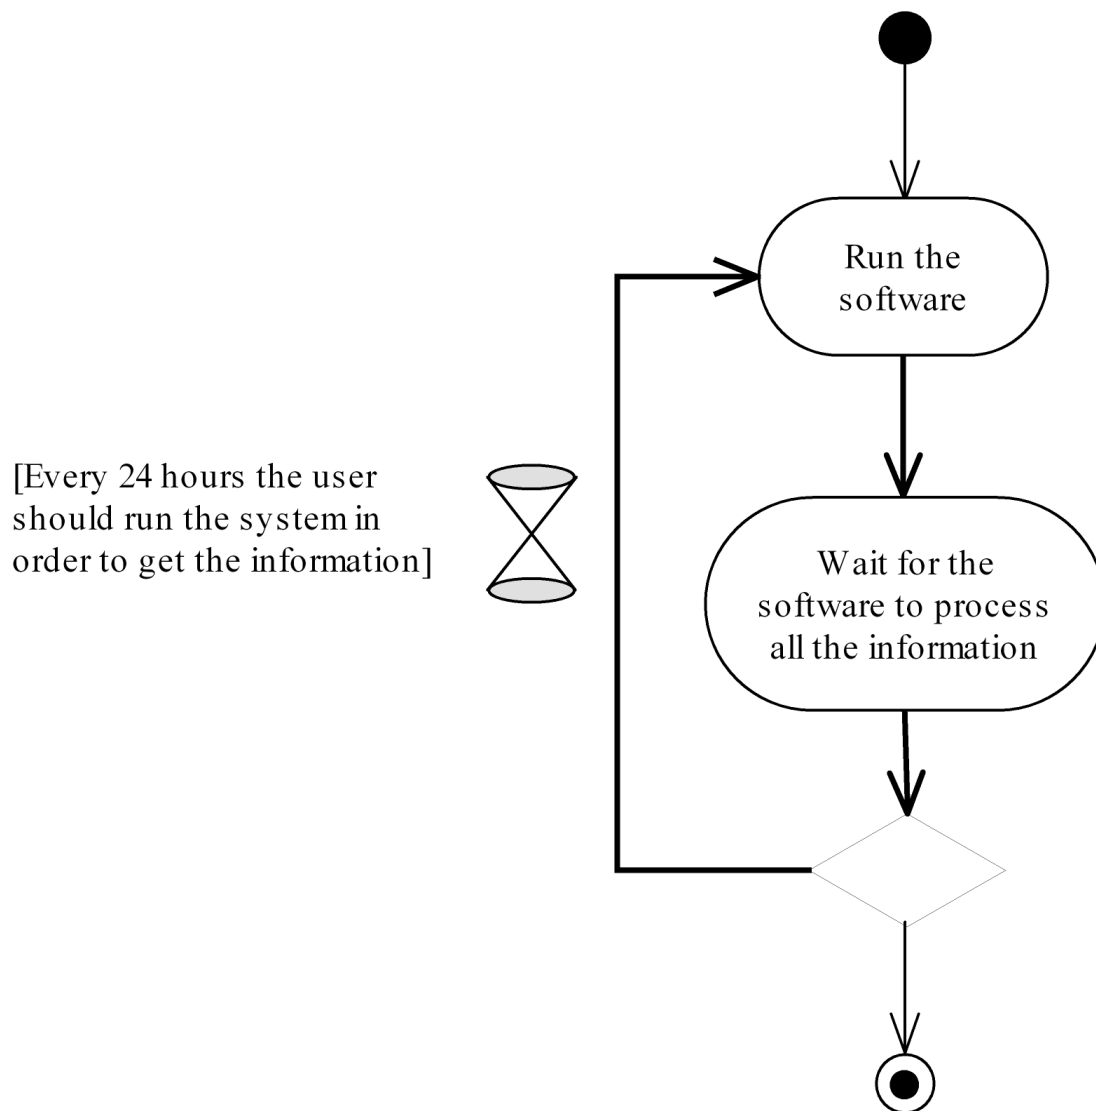 Run the
software
[Every 24 hours the user
should run the system in
order to get the information]
Wait for the
software to process
all the information